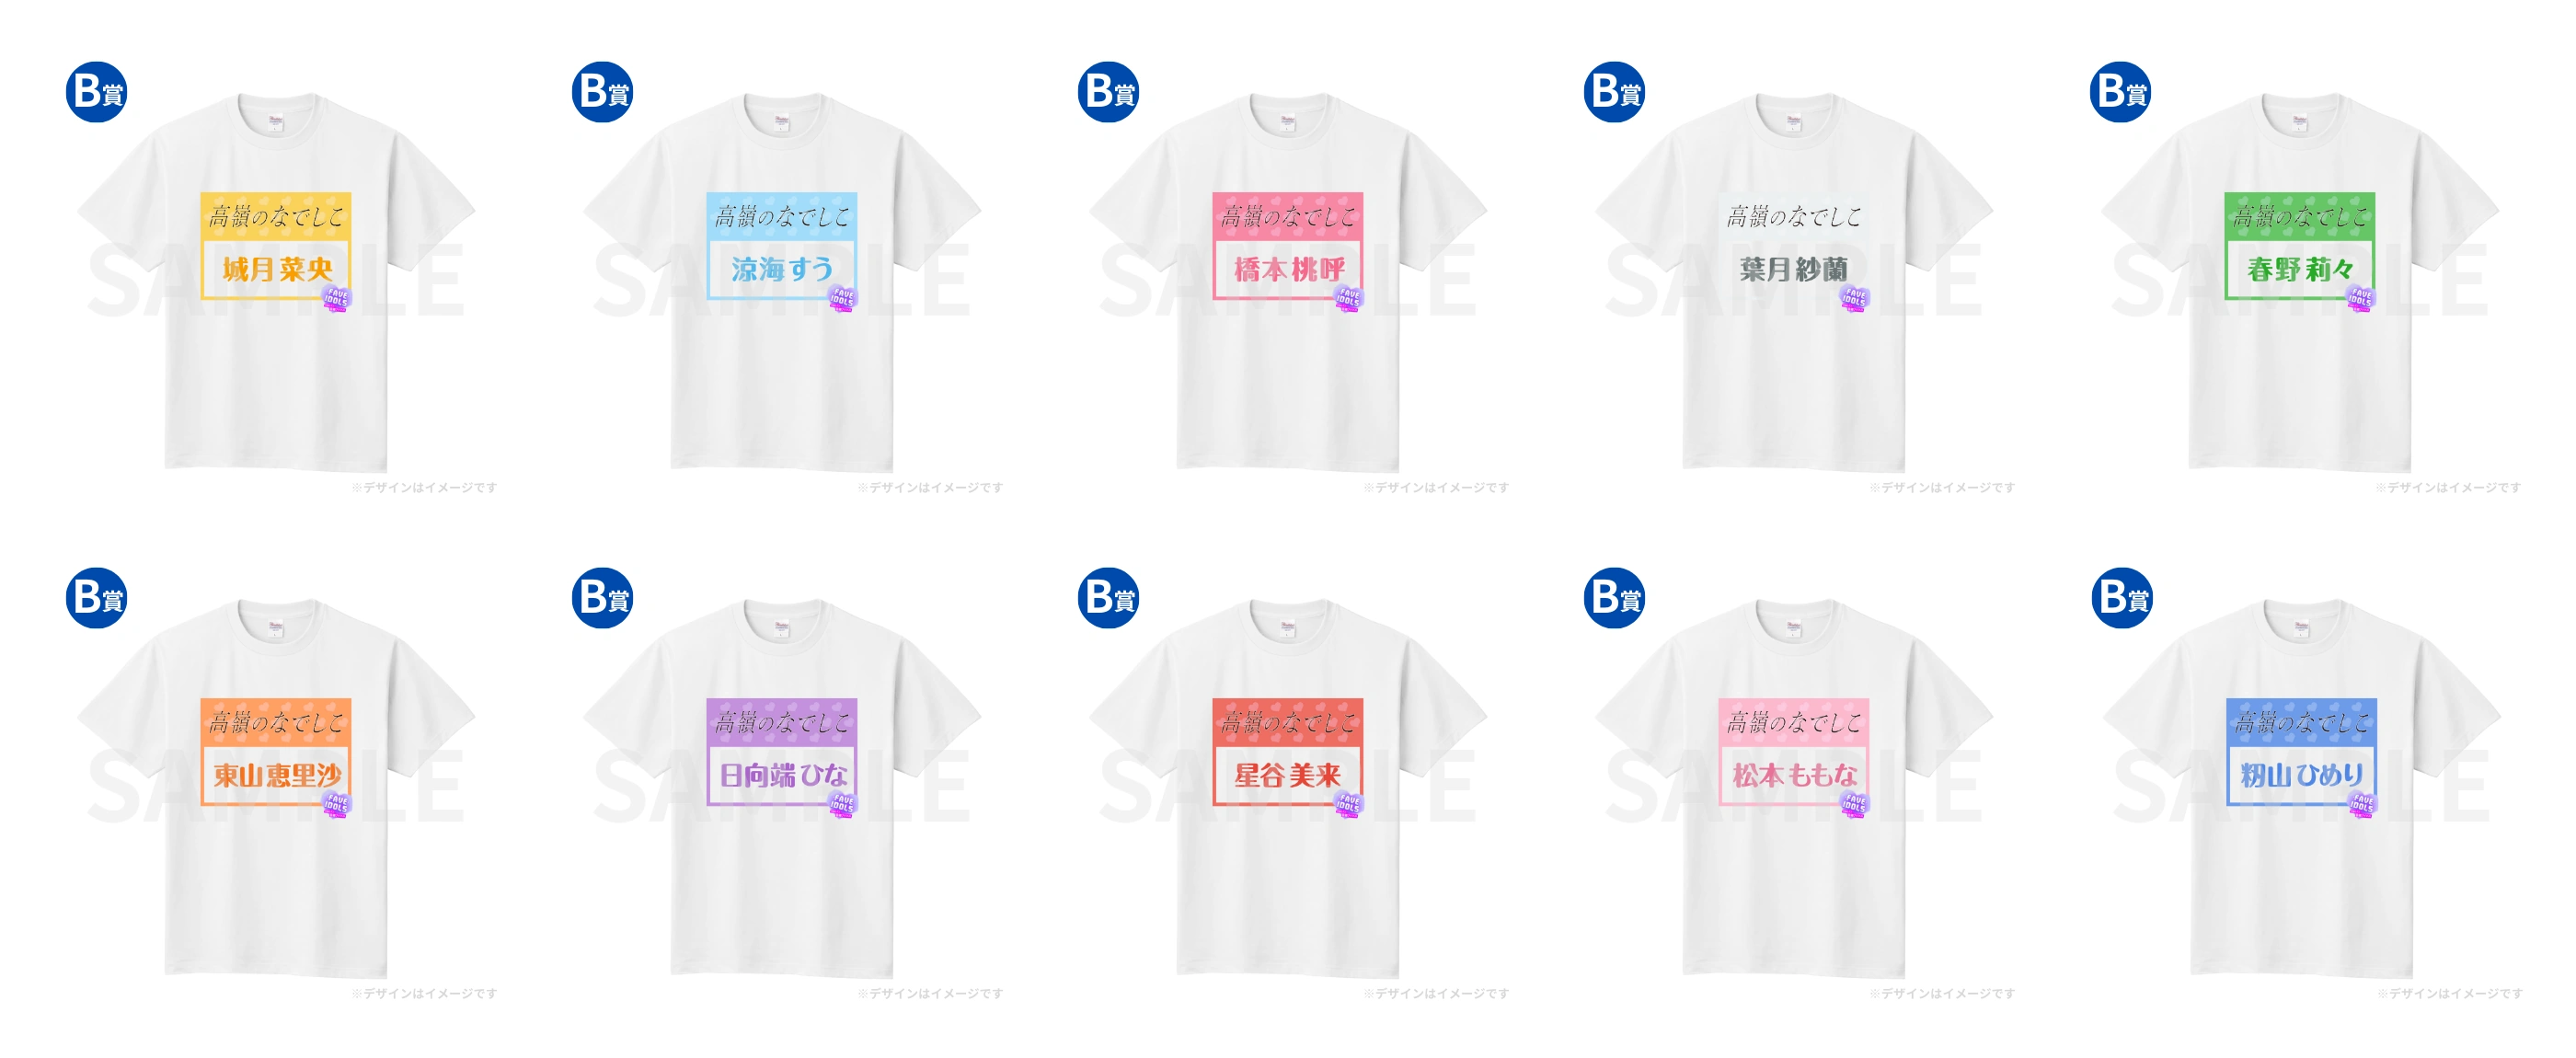 B賞
高嶺のなでしこ
城月 菜央
FAVE IDOLS
SAMPLE
※デザインはイメージです
B賞
高嶺のなでしこ
涼海 すう
FAVE IDOLS
SAMPLE
※デザインはイメージです
B賞
高嶺のなでしこ
橋本 桃呼
FAVE IDOLS
SAMPLE
※デザインはイメージです
B賞
高嶺のなでしこ
葉月 紗蘭
FAVE IDOLS
SAMPLE
※デザインはイメージです
B賞
高嶺のなでしこ
春野 莉々
FAVE IDOLS
SAMPLE
※デザインはイメージです
B賞
高嶺のなでしこ
東山 恵里沙
FAVE IDOLS
SAMPLE
※デザインはイメージです
B賞
高嶺のなでしこ
日向端 ひな
FAVE IDOLS
SAMPLE
※デザインはイメージです
B賞
高嶺のなでしこ
星谷 美来
FAVE IDOLS
SAMPLE
※デザインはイメージです
B賞
高嶺のなでしこ
松本 ももな
FAVE IDOLS
SAMPLE
※デザインはイメージです
B賞
高嶺のなでしこ
籾山 ひめり
FAVE IDOLS
SAMPLE
※デザインはイメージです